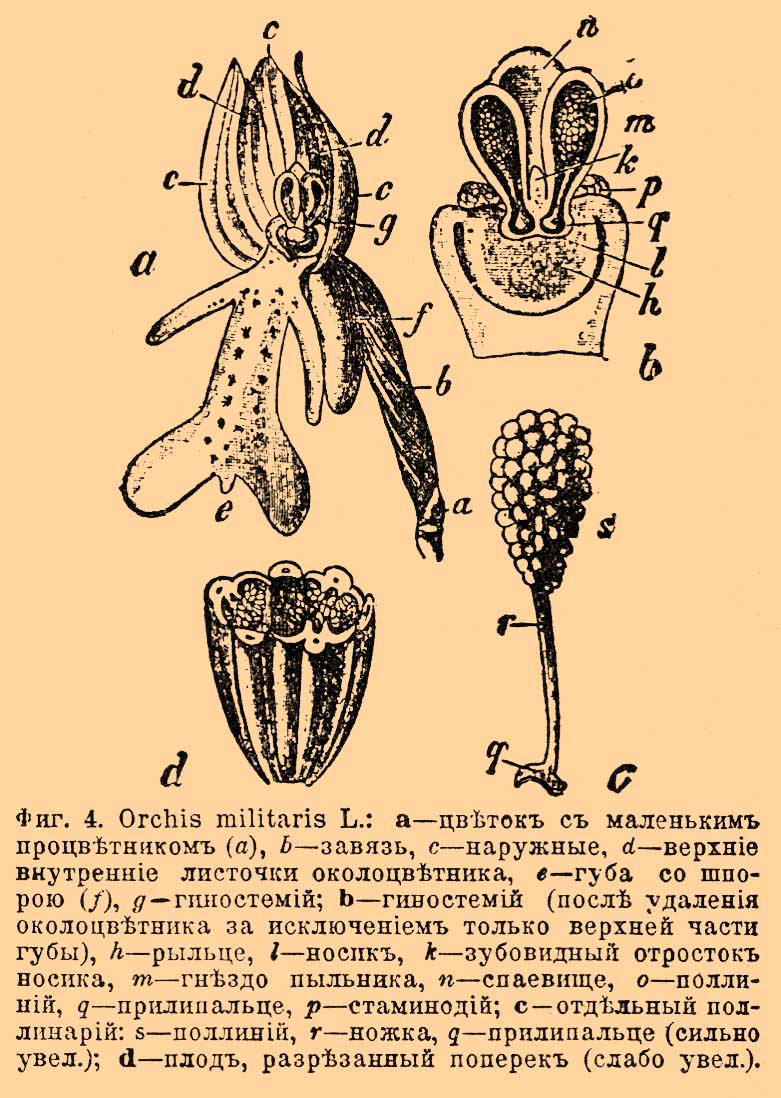 c
d
d
c
c
g
a
f
b
e
a
n
m
k
p
q
l
h
b
s
r
q
c
d
Фиг. 4. Orchis militaris L.: a—цвѣтокъ съ маленькимъ
процвѣтникомъ (a), b—завязь, c—наружные, d—верхніе
внутренніе листочки околоцвѣтника, e—губа со шпо-
рою (f), g—гиностемій; b—гиностемій (послѣ удаленія
околоцвѣтника за исключеніемъ только верхней части
губы), h—рыльце, l—носикъ, k—зубовидный отростокъ
носика, m—гнѣздо пыльника, n—спаевище, o—полли-
ній, q—прилипальце, p—стаминодій; c—отдѣльный пол-
линарій: s—поллиній, r—ножка, q—прилипальце (сильно
увел.); d—плодъ, разрѣзанный поперекъ (слабо увел.).